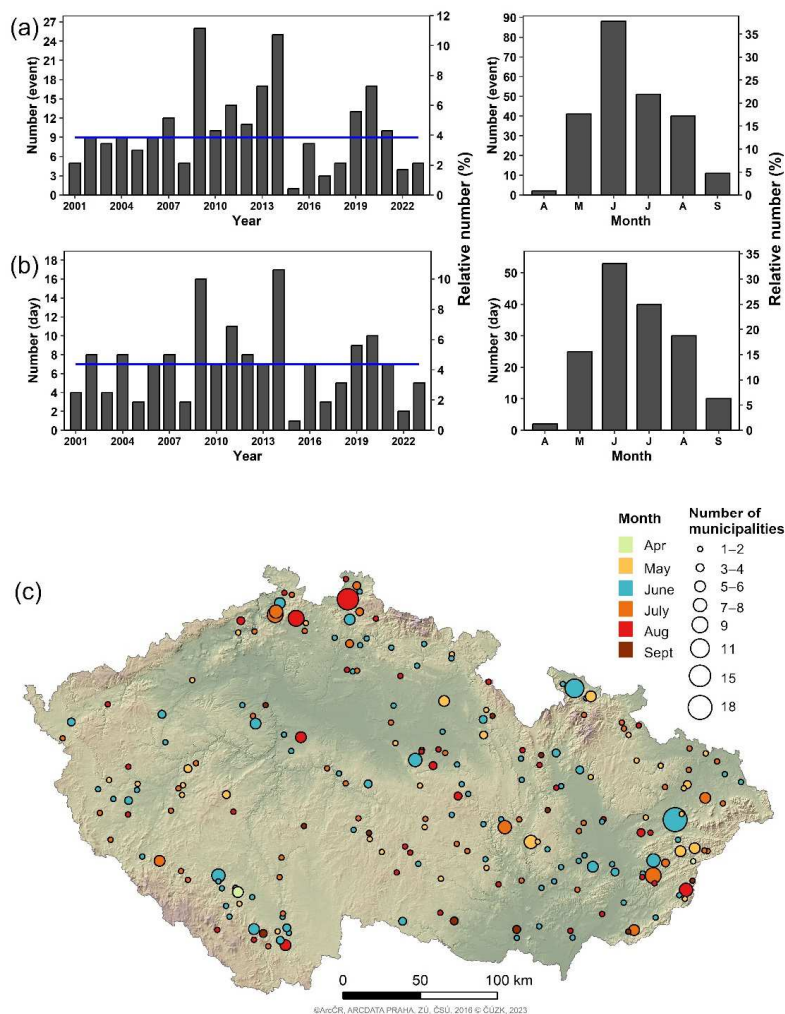 (a)
Number (event)
27
24
21
18
15
12
9
6
3
0
2001
2004
2007
2010
2013
2016
2019
2022
Year
12
10
8
6
4
2
0
Relative number (%)
Number (event)
90
80
70
60
50
40
30
20
10
0
A
M
J
J
A
S
Month
35
30
25
20
15
10
5
0
Relative number (%)
(b)
Number (day)
18
16
14
12
10
8
6
4
2
0
2001
2004
2007
2010
2013
2016
2019
2022
Year
10
8
6
4
2
0
Number (day)
50
40
30
20
10
0
A
M
J
J
A
S
Month
35
30
25
20
15
10
5
0
(c)
Month
Apr
May
June
July
Aug
Sept
Number of
municipalities
1–2
3–4
5–6
7–8
9
11
15
18
0 50 100 km
©ArcČR, ARCDATA PRAHA, ZÚ, ČSÚ, 2016 © ČÚZK, 2023